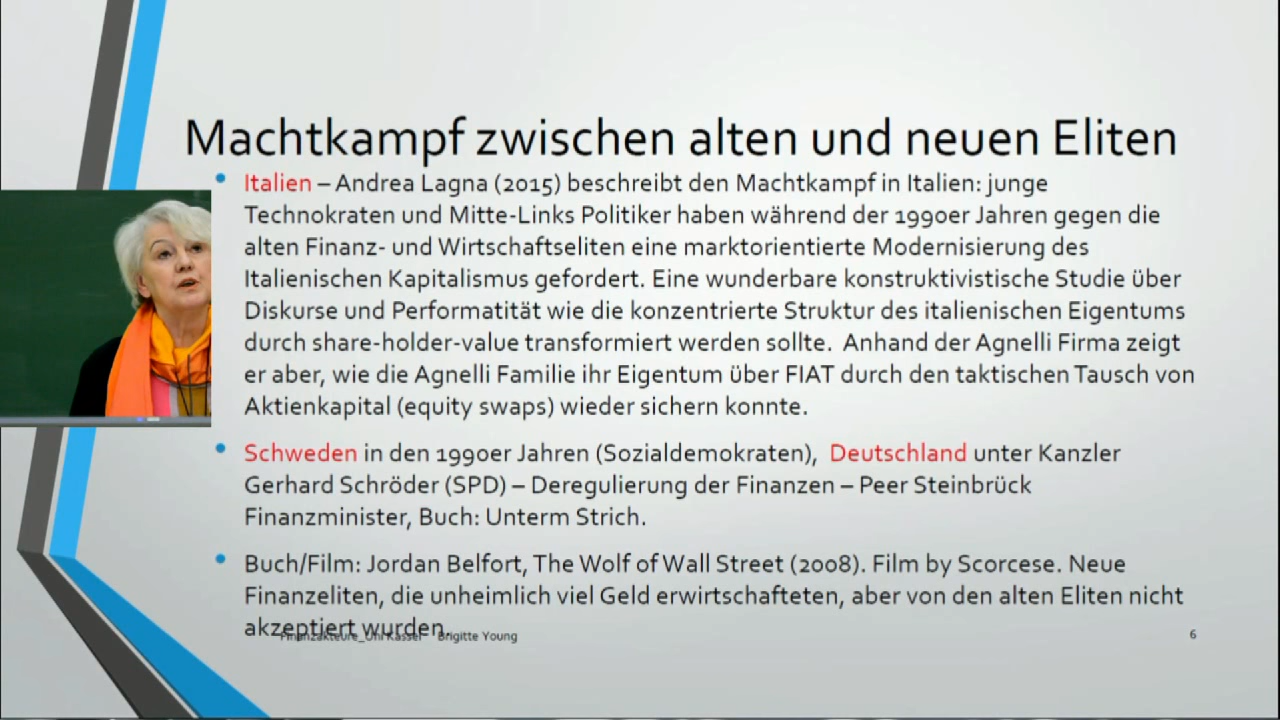 Machtkampf zwischen alten und neuen Eliten
• Italien – Andrea Lagna (2015) beschreibt den Machtkampf in Italien: junge
Technokraten und Mitte-Links Politiker haben während der 1990er Jahren gegen die
alten Finanz- und Wirtschaftseliten eine marktorientierte Modernisierung des
Italienischen Kapitalismus gefordert. Eine wunderbare konstruktivistische Studie über
Diskurse und Performatität wie die konzentrierte Struktur des italienischen Eigentums
durch share-holder-value transformiert werden sollte. Anhand der Agnelli Firma zeigt
er aber, wie die Agnelli Familie ihr Eigentum über FIAT durch den taktischen Tausch von
Aktienkapital (equity swaps) wieder sichern konnte.
• Schweden in den 1990er Jahren (Sozialdemokraten), Deutschland unter Kanzler
Gerhard Schröder (SPD) – Deregulierung der Finanzen – Peer Steinbrück
Finanzminister, Buch: Unterm Strich.
• Buch/Film: Jordan Belfort, The Wolf of Wall Street (2008). Film by Scorcese. Neue
Finanzeliten, die unheimlich viel Geld erwirtschafteten, aber von den alten Eliten nicht
akzeptiert wurden.
Finanzakteure_Uni Kassel Brigitte Young
6